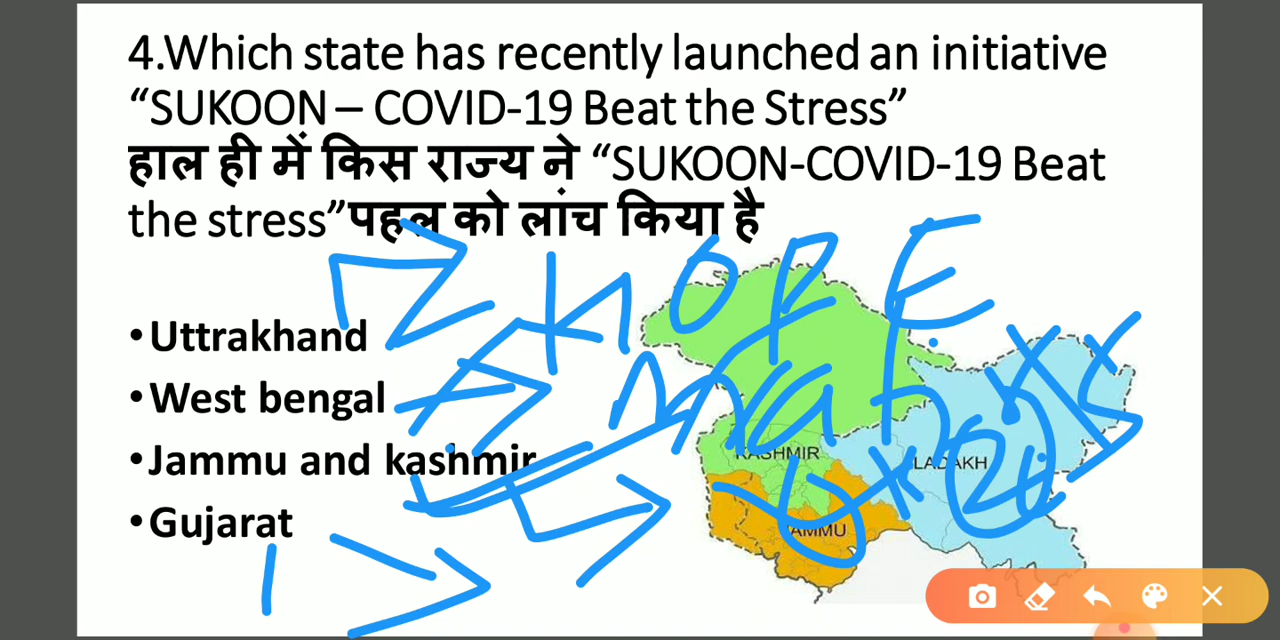 4.Which state has recently launched an initiative
“SUKOON – COVID-19 Beat the Stress”
हाल ही में किस राज्य ने “SUKOON-COVID-19 Beat
the stress”पहल को लांच किया है
•Uttrakhand
•West bengal
•Jammu and kashmir
•Gujarat
KASHMIR
LADAKH
JAMMU